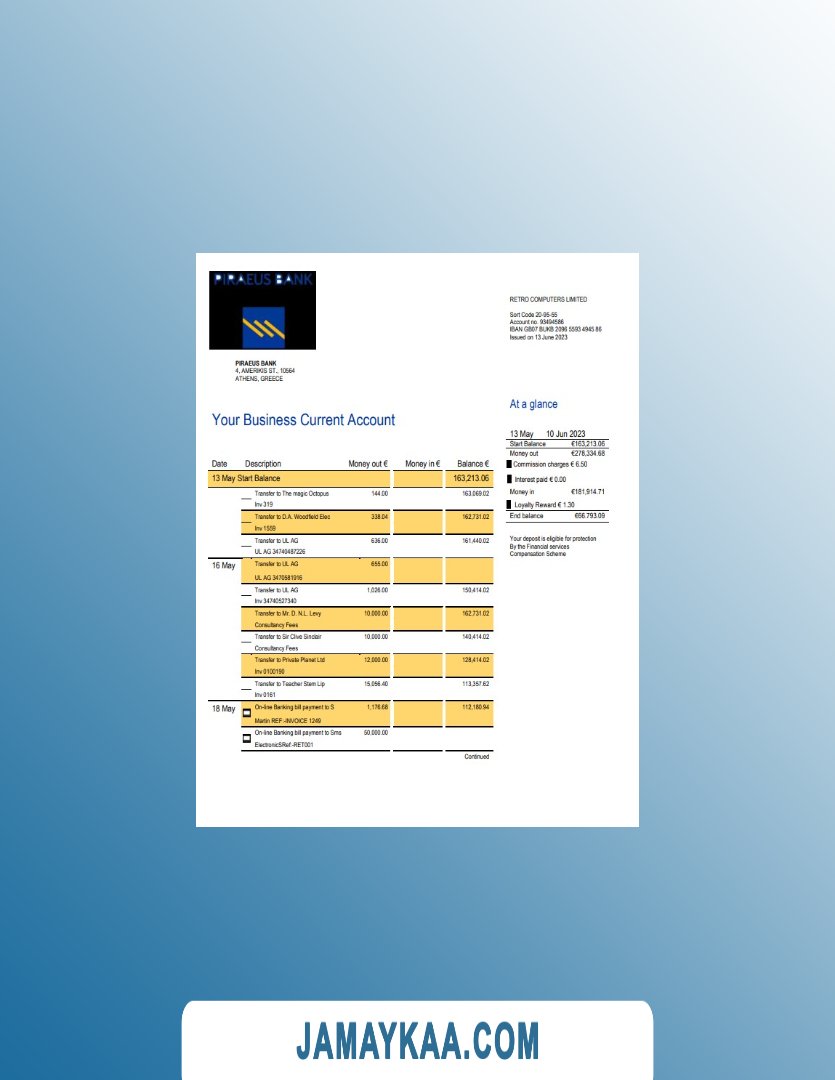 PIRAEUS BANK
RETRO COMPUTERS LIMITED
Sort Code 20-95-55
Account no. 93494586
IBAN GB07 BUKB 2096 5593 4945 86
Issued on 13 June 2023
PIRAEUS BANK
4, AMERIKIS ST., 10564
ATHENS, GREECE
At a glance
Your Business Current Account
13 May 10 Jun 2023
Start Balance €163,213.06
Money out €278,334.68
Commission charges € 6.50
Interest paid € 0.00
Money in €181,914.71
Loyalty Reward € 1.30
End balance €66.793.09
Your deposit is eligible for protection
By the Financial services
Compensation Scheme
Date Description Money out € Money in € Balance €
13 May Start Balance 163,213.06
Transfer to The magic Octopus 144.00 163,069.02
Inv 319
Transfer to D.A. Woodfield Elec 338.04 162,731.02
Inv 1559
Transfer to UL AG 636.00 161,440.02
UL AG 34740487226
16 May Transfer to UL AG 655.00
UL AG 3470581916
Transfer to UL AG 1,026.00 150,414.02
Inv 34740527340
Transfer to Mr. D. N.L. Levy 10,000.00 162,731.02
Consultancy Fees
Transfer to Sir Clive Sinclair 10,000.00 140,414.02
Consultancy Fees
Transfer to Private Planet Ltd 12,000.00 128,414.02
Inv 0100190
Transfer to Teacher Stem Lip 15,056.40 113,357.62
Inv 0161
18 May On-line Banking bill payment to S 1,176.68 112,180.94
Martin REF:-INVOICE 1249
On-line Banking bill payment to Sms 50,000.00
ElectronicSRef:-RET001
Continued
JAMAYKAA.COM